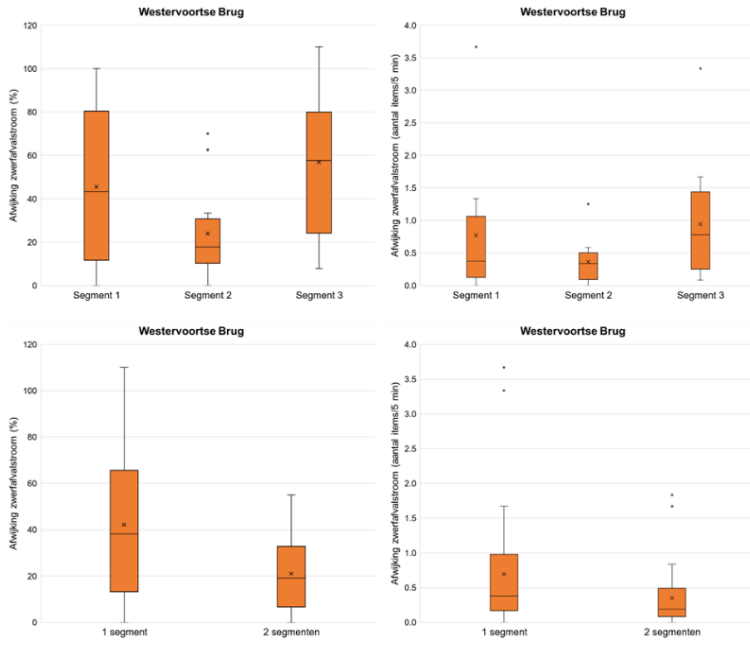 Westervoortse Brug
Afwijking zwerfafvalstroom (%)
120
100
80
60
40
20
0
Segment 1
Segment 2
Segment 3
Westervoortse Brug
Afwijking zwerfafvalstroom (aantal items/5 min)
4.0
3.5
3.0
2.5
2.0
1.5
1.0
0.5
0.0
Segment 1
Segment 2
Segment 3
Westervoortse Brug
Afwijking zwerfafvalstroom (%)
120
100
80
60
40
20
0
1 segment
2 segmenten
Westervoortse Brug
Afwijking zwerfafvalstroom (aantal items/5 min)
4.0
3.5
3.0
2.5
2.0
1.5
1.0
0.5
0.0
1 segment
2 segmenten